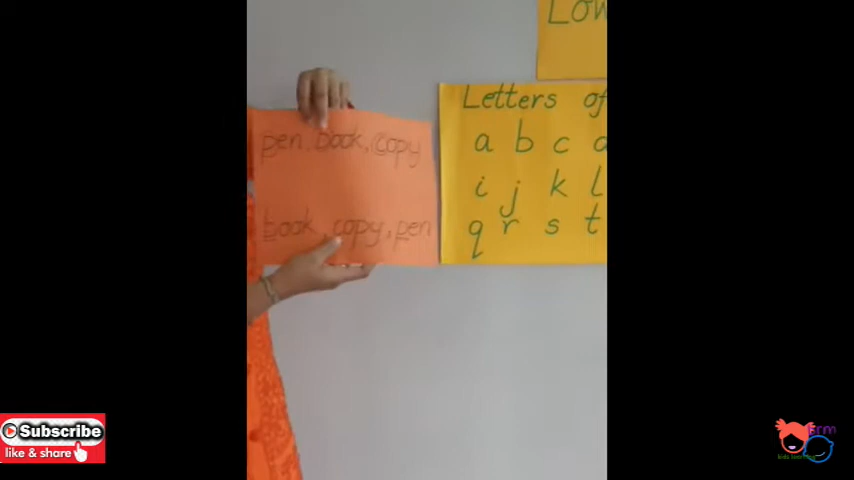 Low
Letters of
a b c d
i j k l
q r s t
pen, book, copy
book, copy, pen
Subscribe
like & share